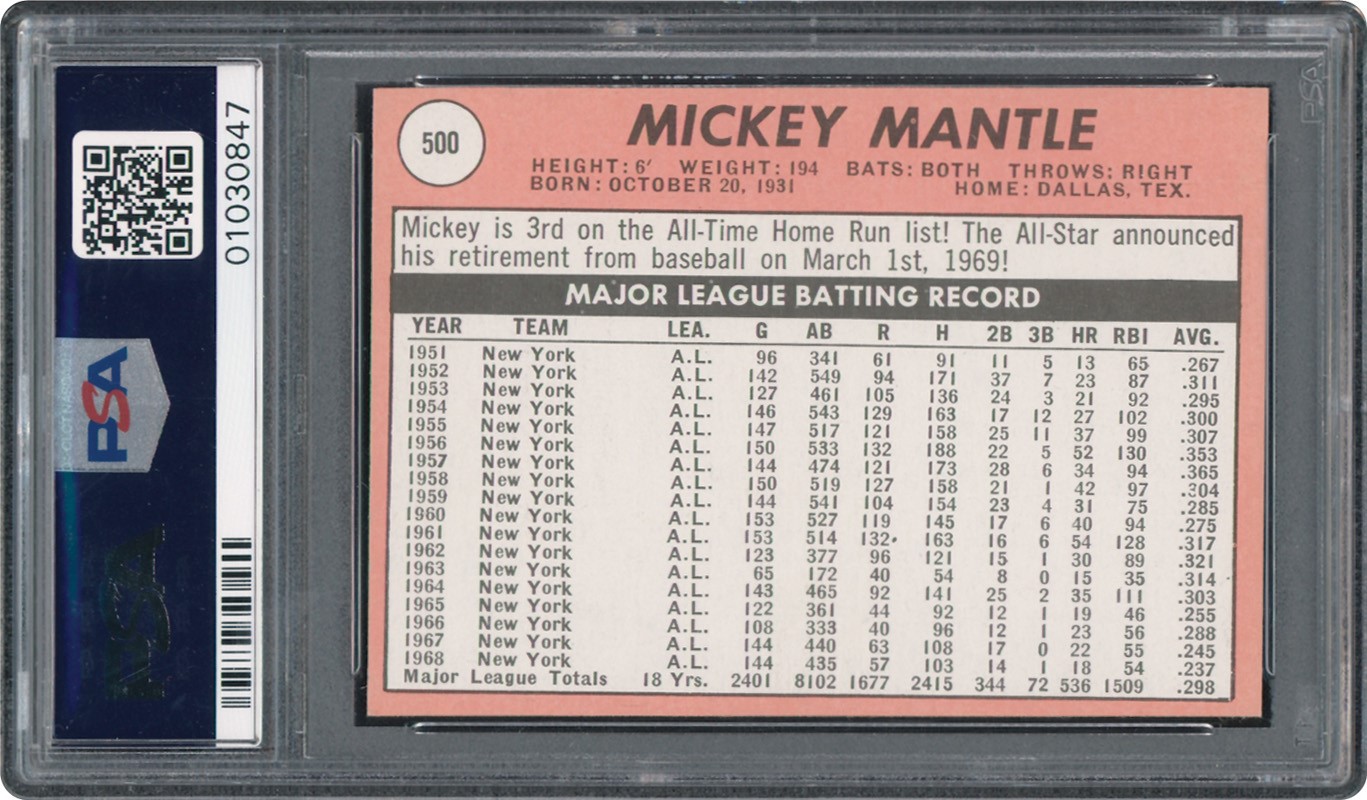 01030847
PSA
PSA
500
MICKEY MANTLE
HEIGHT: 6′ WEIGHT: 194 BATS: BOTH THROWS: RIGHT
BORN: OCTOBER 20, 1931 HOME: DALLAS, TEX.
Mickey is 3rd on the All-Time Home Run list! The All-Star announced
his retirement from baseball on March 1st, 1969!
MAJOR LEAGUE BATTING RECORD
YEAR TEAM LEA. G AB R H 2B 3B HR RBI AVG.
1951 New York A.L. 96 341 61 91 11 5 13 65 .267
1952 New York A.L. 142 549 94 171 37 7 23 87 .311
1953 New York A.L. 127 461 105 136 24 3 21 92 .295
1954 New York A.L. 146 543 129 163 17 12 27 102 .300
1955 New York A.L. 147 517 121 158 25 11 37 99 .307
1956 New York A.L. 150 533 132 188 22 5 52 130 .353
1957 New York A.L. 144 474 121 173 28 6 34 94 .365
1958 New York A.L. 150 519 127 158 21 1 42 97 .304
1959 New York A.L. 144 541 104 154 23 4 31 75 .285
1960 New York A.L. 153 527 119 145 17 6 40 94 .275
1961 New York A.L. 153 514 132 163 16 6 54 128 .317
1962 New York A.L. 123 377 96 121 15 1 30 89 .321
1963 New York A.L. 65 172 40 54 8 0 15 35 .314
1964 New York A.L. 143 465 92 141 25 2 35 111 .303
1965 New York A.L. 122 361 44 92 12 1 19 46 .255
1966 New York A.L. 108 333 40 96 12 1 23 56 .288
1967 New York A.L. 144 440 63 108 17 0 22 55 .245
1968 New York A.L. 144 435 57 103 14 1 18 54 .237
Major League Totals 18 Yrs. 2401 8102 1677 2415 344 72 536 1509 .298
PSA